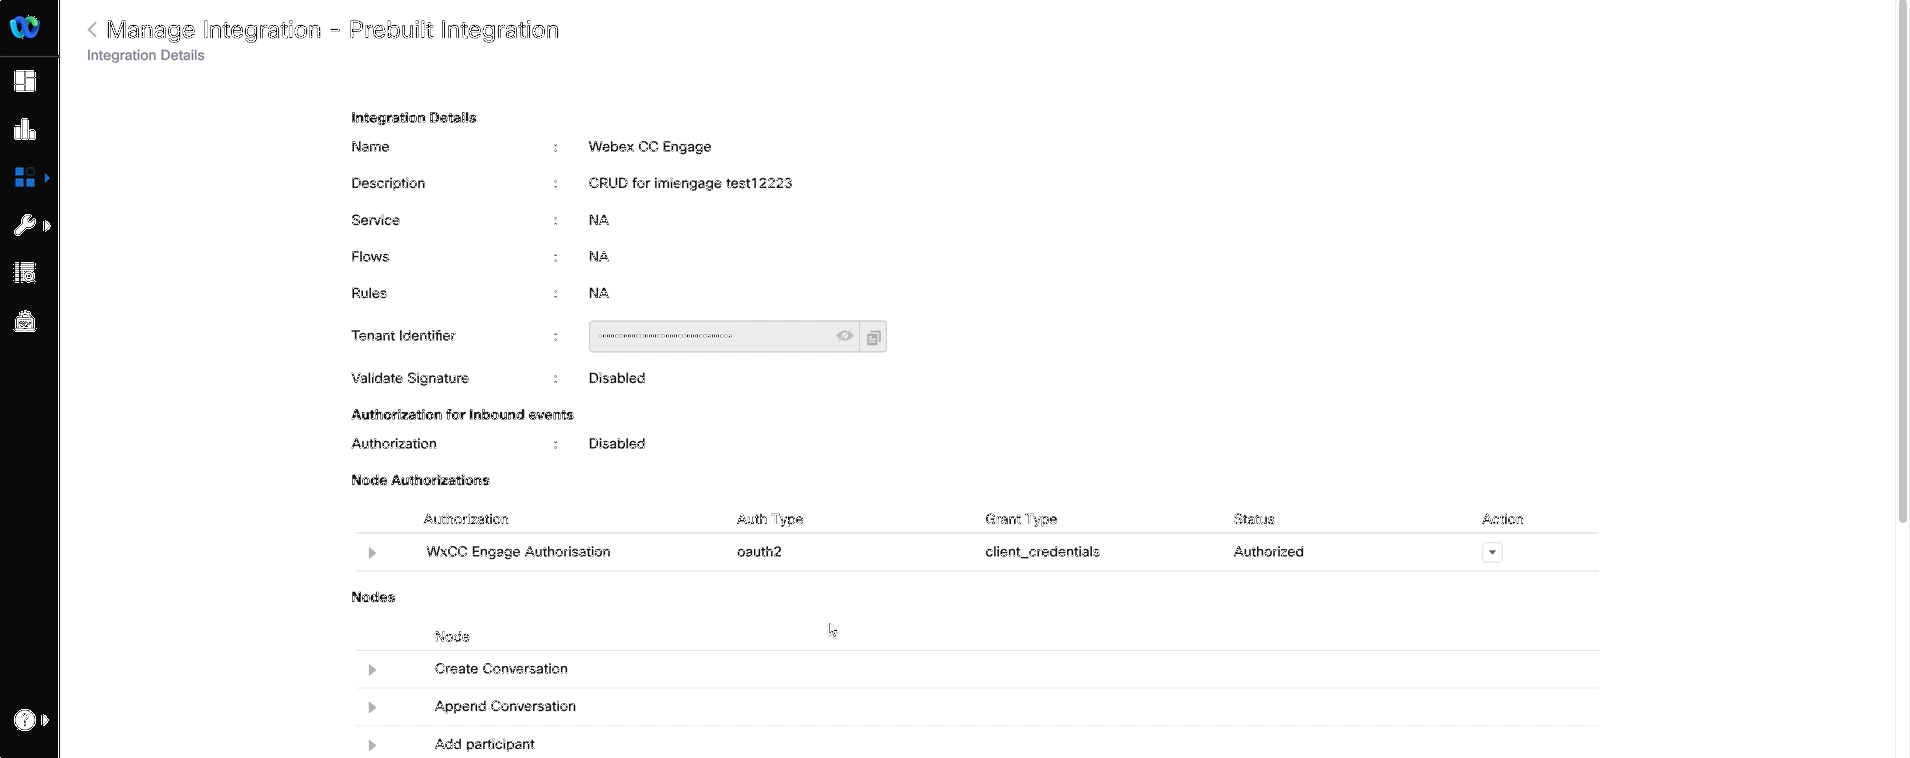 Manage Integration - Prebuilt Integration
Integration Details
Integration Details
Name : Webex CC Engage
Description : CRUD for imiengage test12223
Service : NA
Flows : NA
Rules : NA
Tenant Identifier :
Validate Signature : Disabled
Authorization for Inbound events
Authorization : Disabled
Node Authorizations
Authorization Auth Type Grant Type Status Action
WxCC Engage Authorisation oauth2 client_credentials Authorized
Nodes
Node
Create Conversation
Append Conversation
Add participant